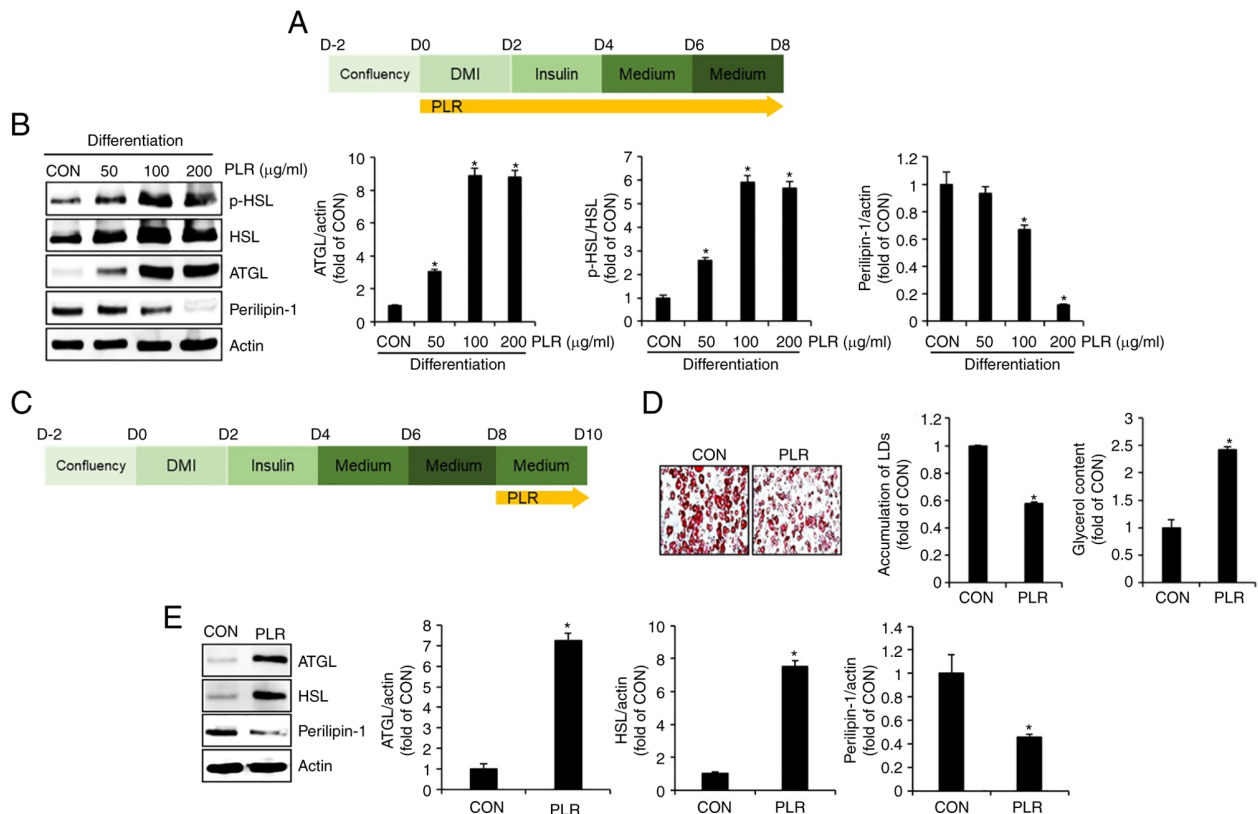 A
D-2 D0 D2 D4 D6 D8
Confluency DMI Insulin Medium Medium
PLR
B
Differentiation
CON 50 100 200 PLR (μg/ml)
p-HSL
HSL
ATGL
Perilipin-1
Actin
ATGL/actin
(fold of CON)
10
8
6
4
2
0
*
*
*
CON 50 100 200 PLR (μg/ml)
Differentiation
p-HSL/HSL
(fold of CON)
7
6
5
4
3
2
1
0
*
*
*
CON 50 100 200 PLR (μg/ml)
Differentiation
Perilipin-1/actin
(fold of CON)
1.2
1
0.8
0.6
0.4
0.2
0
*
*
CON 50 100 200 PLR (μg/ml)
Differentiation
C
D-2 D0 D2 D4 D6 D8 D10
Confluency DMI Insulin Medium Medium Medium
PLR
D
CON PLR
Accumulation of LDs
(fold of CON)
1.2
1
0.8
0.6
0.4
0.2
0
*
CON PLR
Glycerol content
(fold of CON)
3
2.5
2
1.5
1
0.5
0
*
CON PLR
E
CON PLR
ATGL
HSL
Perilipin-1
Actin
ATGL/actin
(fold of CON)
8
7
6
5
4
3
2
1
0
*
CON PLR
HSL/actin
(fold of CON)
10
8
6
4
2
0
*
CON PLR
Perilipin-1/actin
(fold of CON)
1.4
1.2
1
0.8
0.6
0.4
0.2
0
*
CON PLR